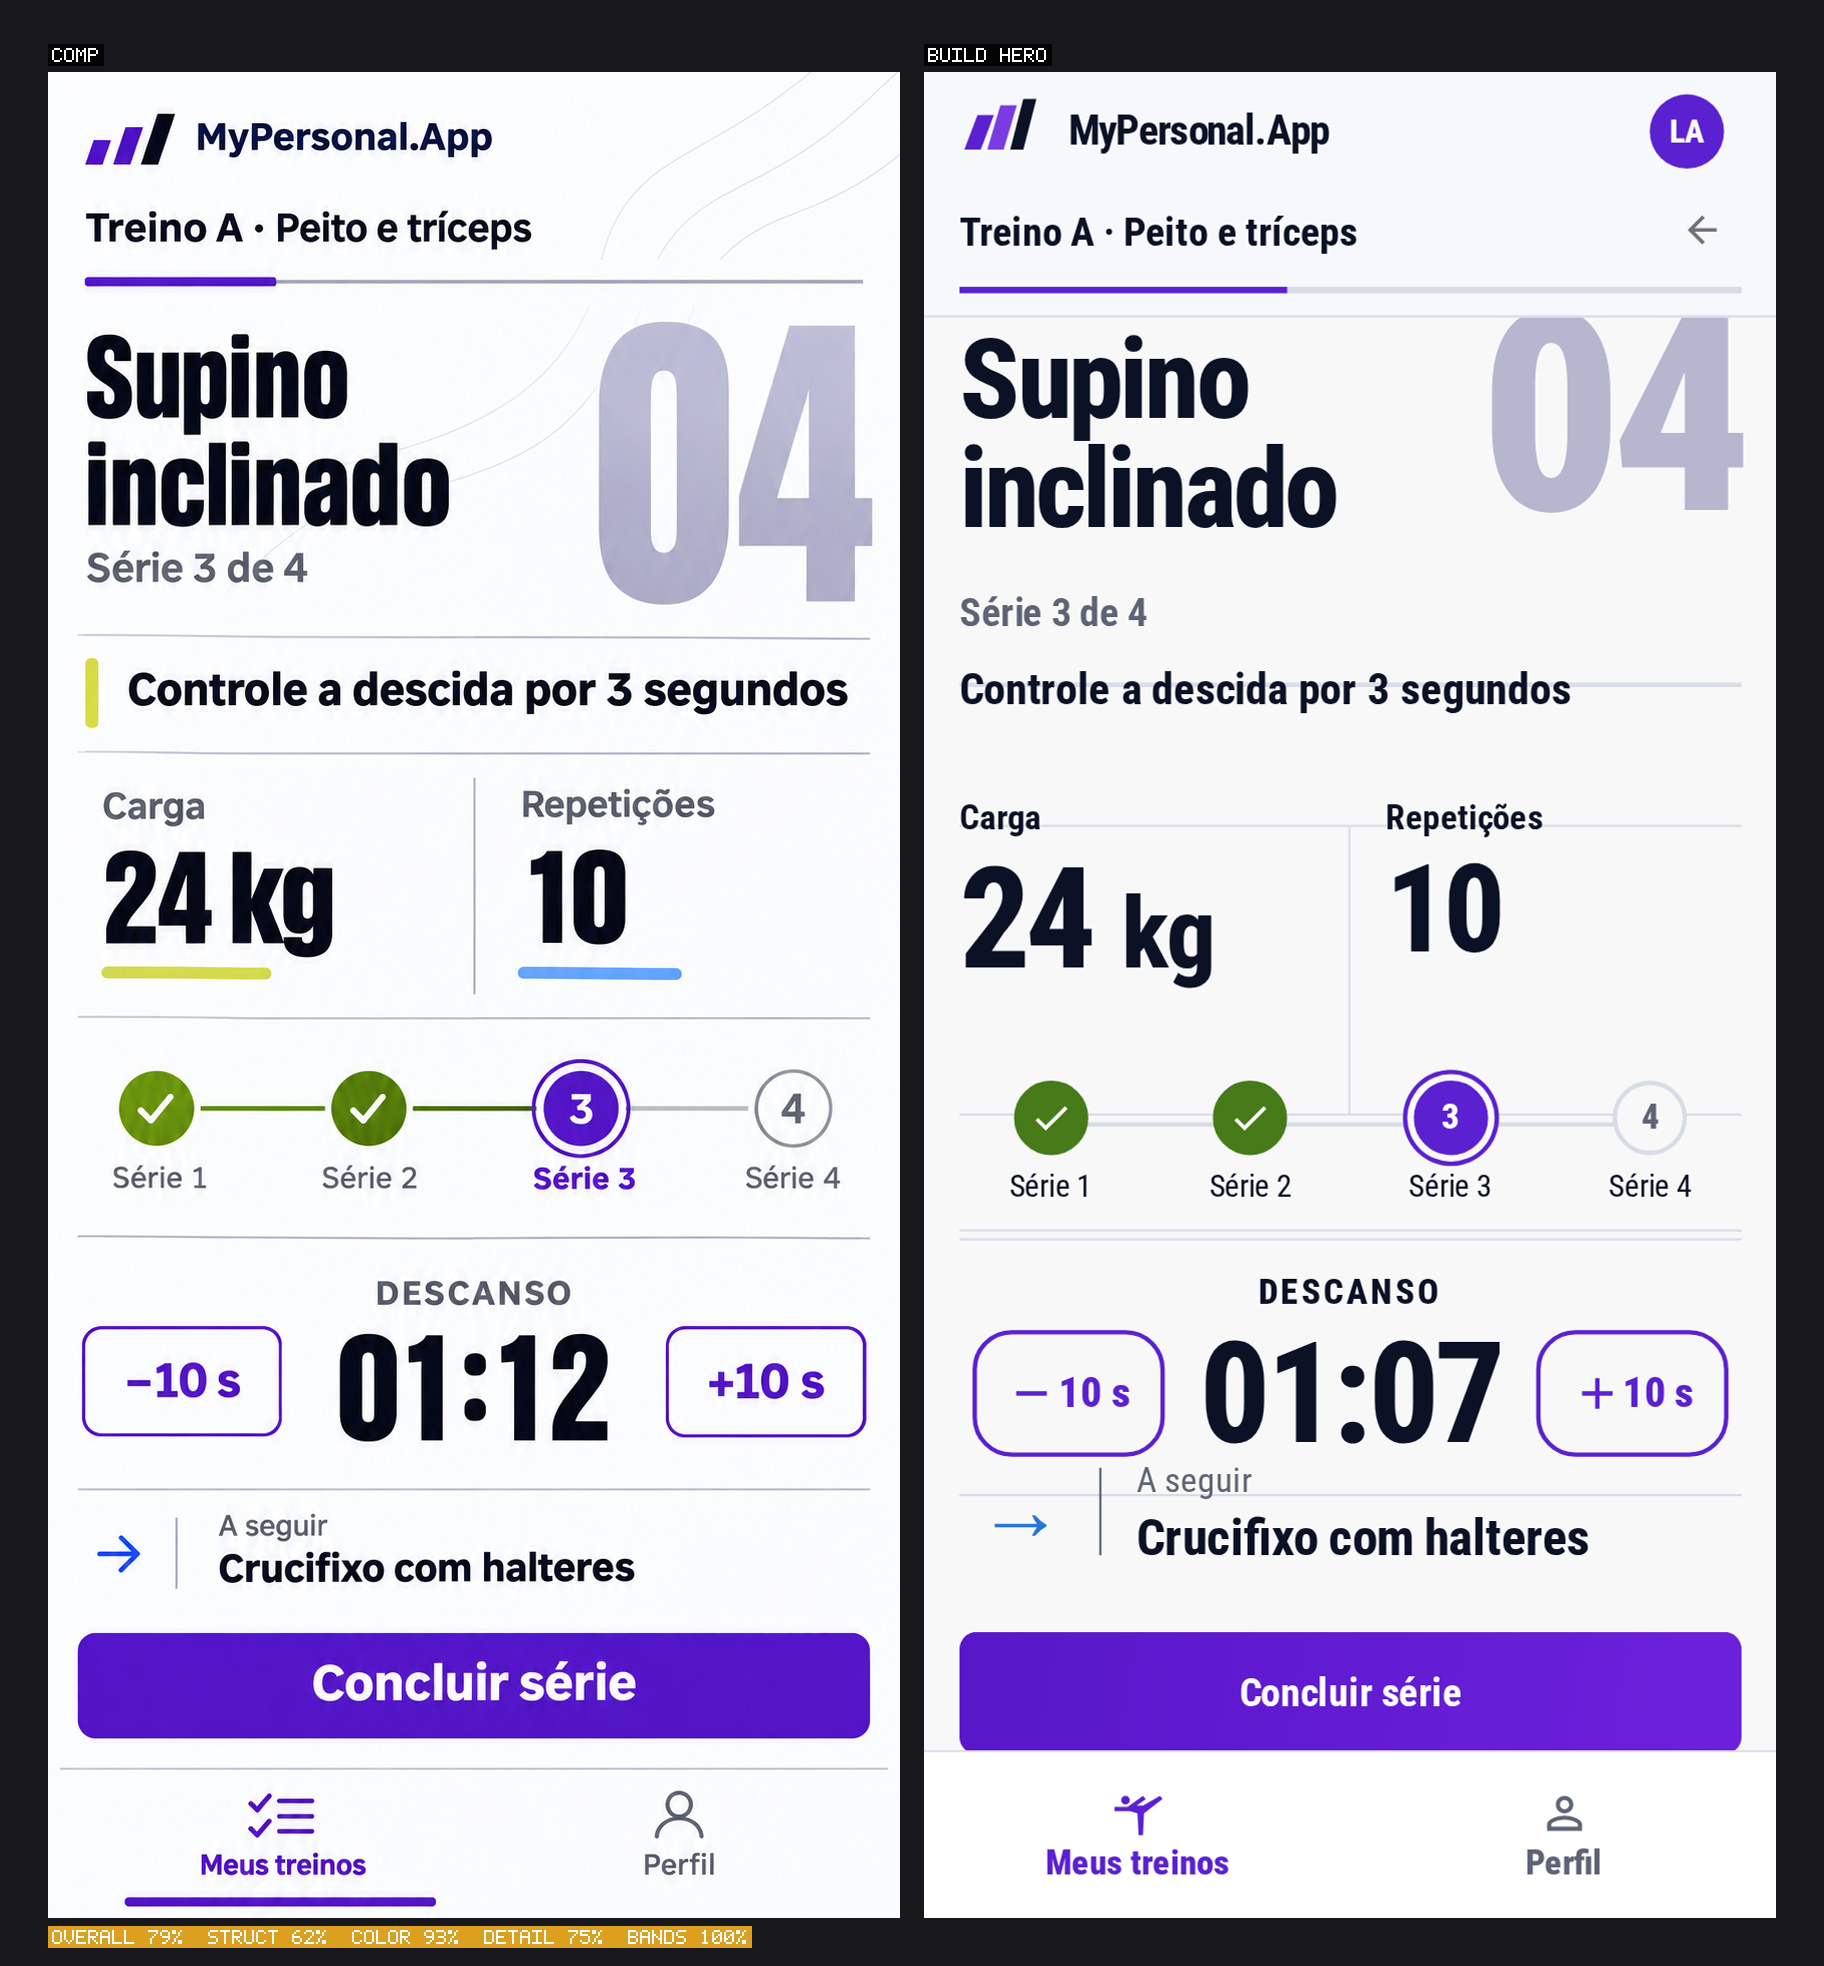 COMP
MyPersonal.App
Treino A · Peito e tríceps
Supino
inclinado
04
Série 3 de 4
Controle a descida por 3 segundos
Carga
Repetições
24 kg
10
3
4
Série 1
Série 2
Série 3
Série 4
DESCANSO
−10 s
01:12
+10 s
A seguir
Crucifixo com halteres
Concluir série
Meus treinos
Perfil
OVERALL 79% STRUCT 62% COLOR 93% DETAIL 75% BANDS 100%
BUILD HERO
MyPersonal.App
LA
Treino A · Peito e tríceps
Supino
inclinado
04
Série 3 de 4
Controle a descida por 3 segundos
Carga
Repetições
24 kg
10
3
4
Série 1
Série 2
Série 3
Série 4
DESCANSO
− 10 s
01:07
+ 10 s
A seguir
Crucifixo com halteres
Concluir série
Meus treinos
Perfil